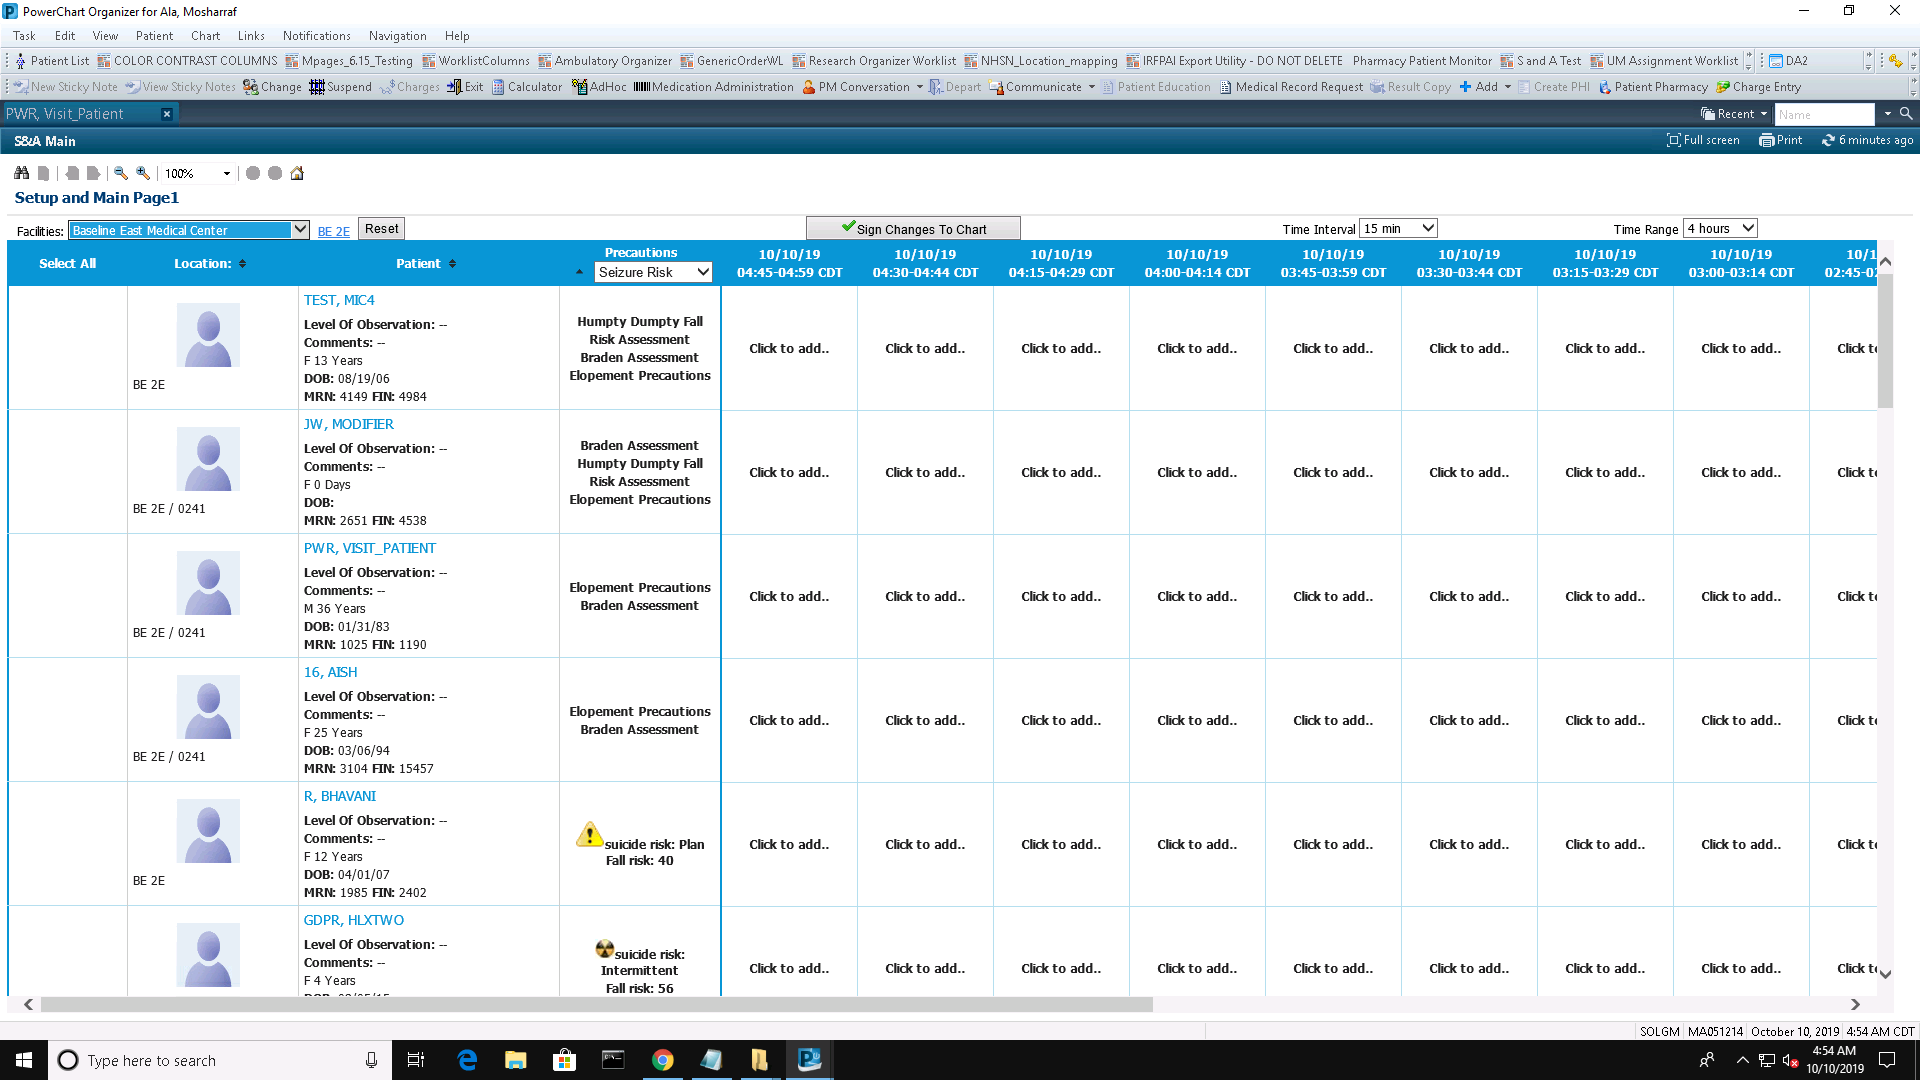 PowerChart Organizer for Ala, Mosharraf
Task Edit View Patient Chart Links Notifications Navigation Help
Patient List COLOR CONTRAST COLUMNS Mpages_6.15_Testing WorklistColumns Ambulatory Organizer GenericOrderWL Research Organizer Worklist NHSN_Location_mapping IRFPAI Export Utility - DO NOT DELETE Pharmacy Patient Monitor S and A Test UM Assignment Worklist DA2
New Sticky Note View Sticky Notes Change Suspend Charges Exit Calculator AdHoc Medication Administration PM Conversation Depart Communicate Patient Education Medical Record Request Result Copy Add Create PHI Patient Pharmacy Charge Entry
PWR, Visit_Patient × Recent Name
S&A Main Full screen Print 6 minutes ago
100%
Setup and Main Page1
Facilities: Baseline East Medical Center BE 2E Reset Sign Changes To Chart Time Interval 15 min Time Range 4 hours
Select All Location: Patient Precautions Seizure Risk
10/10/19 10/10/19 10/10/19 10/10/19 10/10/19 10/10/19 10/10/19 10/10/19 10/1
04:45-04:59 CDT 04:30-04:44 CDT 04:15-04:29 CDT 04:00-04:14 CDT 03:45-03:59 CDT 03:30-03:44 CDT 03:15-03:29 CDT 03:00-03:14 CDT 02:45-0
BE 2E
TEST, MIC4
Level Of Observation: --
Comments: --
F 13 Years
DOB: 08/19/06
MRN: 4149 FIN: 4984
Humpty Dumpty Fall
Risk Assessment
Braden Assessment
Elopement Precautions
Click to add.. Click to add.. Click to add.. Click to add.. Click to add.. Click to add.. Click to add.. Click to add.. Click t
BE 2E / 0241
JW, MODIFIER
Level Of Observation: --
Comments: --
F 0 Days
DOB:
MRN: 2651 FIN: 4538
Braden Assessment
Humpty Dumpty Fall
Risk Assessment
Elopement Precautions
Click to add.. Click to add.. Click to add.. Click to add.. Click to add.. Click to add.. Click to add.. Click to add.. Click t
BE 2E / 0241
PWR, VISIT_PATIENT
Level Of Observation: --
Comments: --
M 36 Years
DOB: 01/31/83
MRN: 1025 FIN: 1190
Elopement Precautions
Braden Assessment
Click to add.. Click to add.. Click to add.. Click to add.. Click to add.. Click to add.. Click to add.. Click to add.. Click t
BE 2E / 0241
16, AISH
Level Of Observation: --
Comments: --
F 25 Years
DOB: 03/06/94
MRN: 3104 FIN: 15457
Elopement Precautions
Braden Assessment
Click to add.. Click to add.. Click to add.. Click to add.. Click to add.. Click to add.. Click to add.. Click to add.. Click t
BE 2E
R, BHAVANI
Level Of Observation: --
Comments: --
F 12 Years
DOB: 04/01/07
MRN: 1985 FIN: 2402
suicide risk: Plan
Fall risk: 40
Click to add.. Click to add.. Click to add.. Click to add.. Click to add.. Click to add.. Click to add.. Click to add.. Click t
GDPR, HLXTWO
Level Of Observation: --
Comments: --
F 4 Years
suicide risk:
Intermittent
Fall risk: 56
Click to add.. Click to add.. Click to add.. Click to add.. Click to add.. Click to add.. Click to add.. Click to add.. Click t
SOLGM MA051214 October 10, 2019 4:54 AM CDT
Type here to search
4:54 AM
10/10/2019